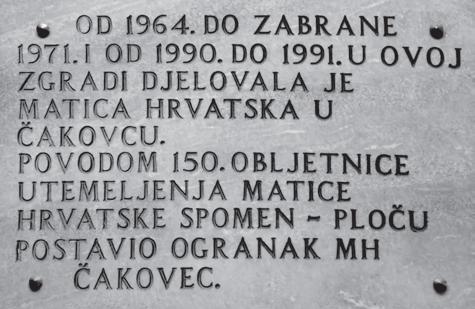 OD 1964. DO ZABRANE
1971. I OD 1990. DO 1991. U OVOJ
ZGRADI DJELOVALA JE
MATICA HRVATSKA U
ČAKOVCU.
POVODOM 150. OBLJETNICE
UTEMELJENJA MATICE
HRVATSKE SPOMEN - PLOČU
POSTAVIO OGRANAK MH
ČAKOVEC.